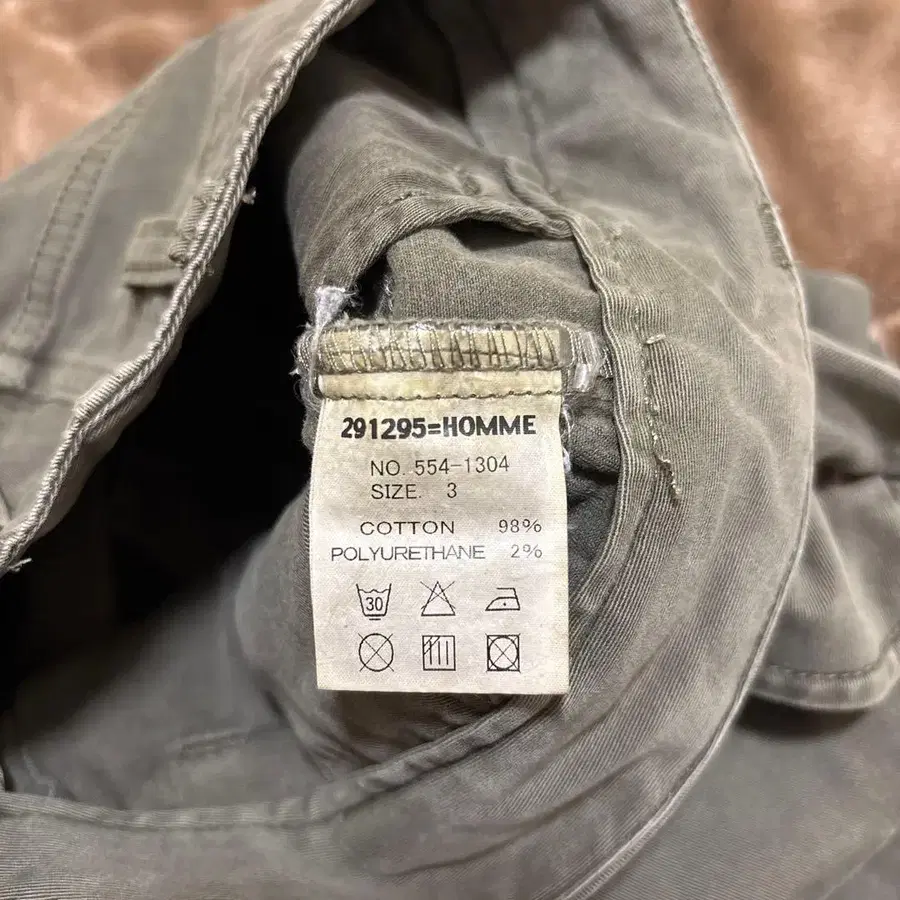 291295=HOMME
NO. 554-1304
SIZE. 3
COTTON 98%
POLYURETHANE 2%
30